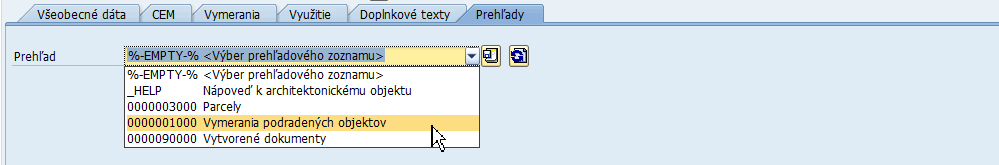 Všeobecné dáta CEM Vymerania Využitie Doplnkové texty Prehľady
Prehľad %-EMPTY-% <Výber prehľadového zoznamu>
%-EMPTY-% <Výber prehľadového zoznamu>
_HELP Nápoveď k architektonickému objektu
0000003000 Parcely
0000001000 Vymerania podradených objektov
0000090000 Vytvorené dokumenty